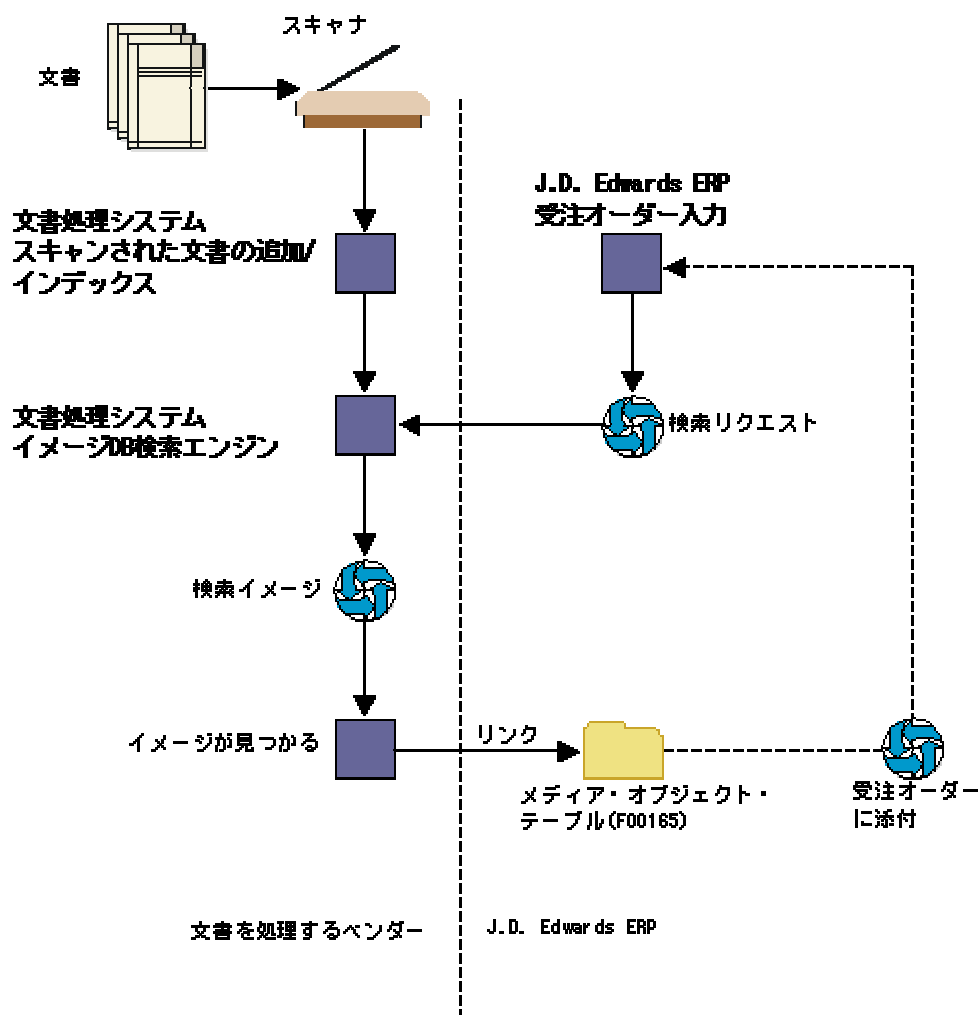 スキャナ
文書
J.D. Edwards ERP
受注オーダー入力
文書処理システム
スキャンされた文書の追加/
インデックス
文書処理システム
イメージDB検索エンジン
検索リクエスト
検索イメージ
イメージが見つかる
リンク
メディア・オブジェクト・
テーブル(F00165)
受注オーダー
に添付
文書を処理するベンダー
J.D. Edwards ERP